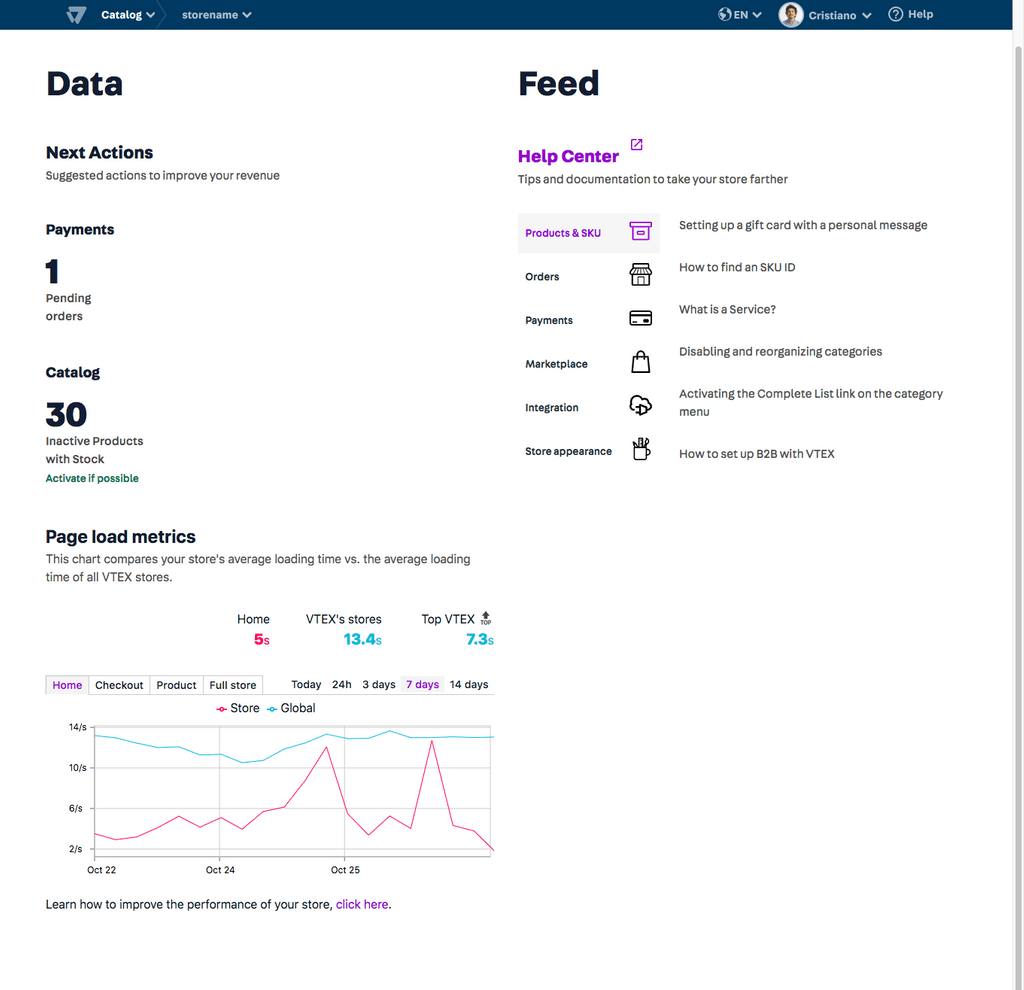 Catalog
storename
EN
Cristiano
Help
Data
Next Actions
Suggested actions to improve your revenue
Payments
1
Pending
orders
Catalog
30
Inactive Products
with Stock
Activate if possible
Page load metrics
This chart compares your store's average loading time vs. the average loading
time of all VTEX stores.
Home
VTEX's stores
Top VTEX
TOP
5s
13.4s
7.3s
Home
Checkout
Product
Full store
Today
24h
3 days
7 days
14 days
Store
Global
14/s
10/s
6/s
2/s
Oct 22
Oct 24
Oct 25
Learn how to improve the performance of your store, click here.
Feed
Help Center
Tips and documentation to take your store farther
Products & SKU
Orders
Payments
Marketplace
Integration
Store appearance
Setting up a gift card with a personal message
How to find an SKU ID
What is a Service?
Disabling and reorganizing categories
Activating the Complete List link on the category
menu
How to set up B2B with VTEX